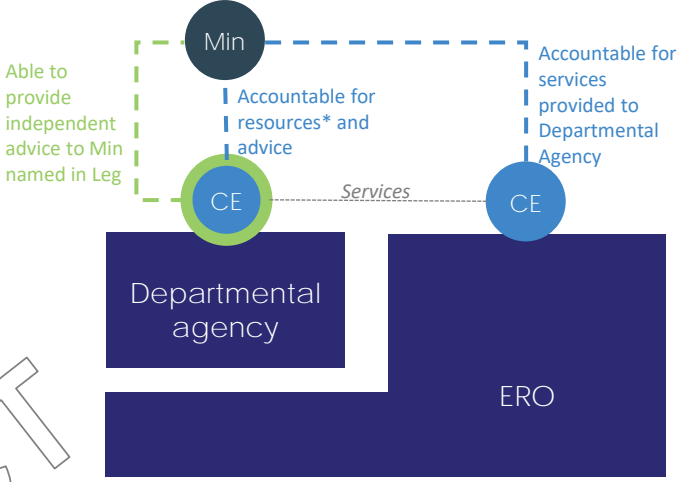 Min
Able to
provide
independent
advice to Min
named in Leg
Accountable for
resources* and
advice
Accountable for
services
provided to
Departmental
Agency
CE
Services
CE
Departmental
agency
ERO
T